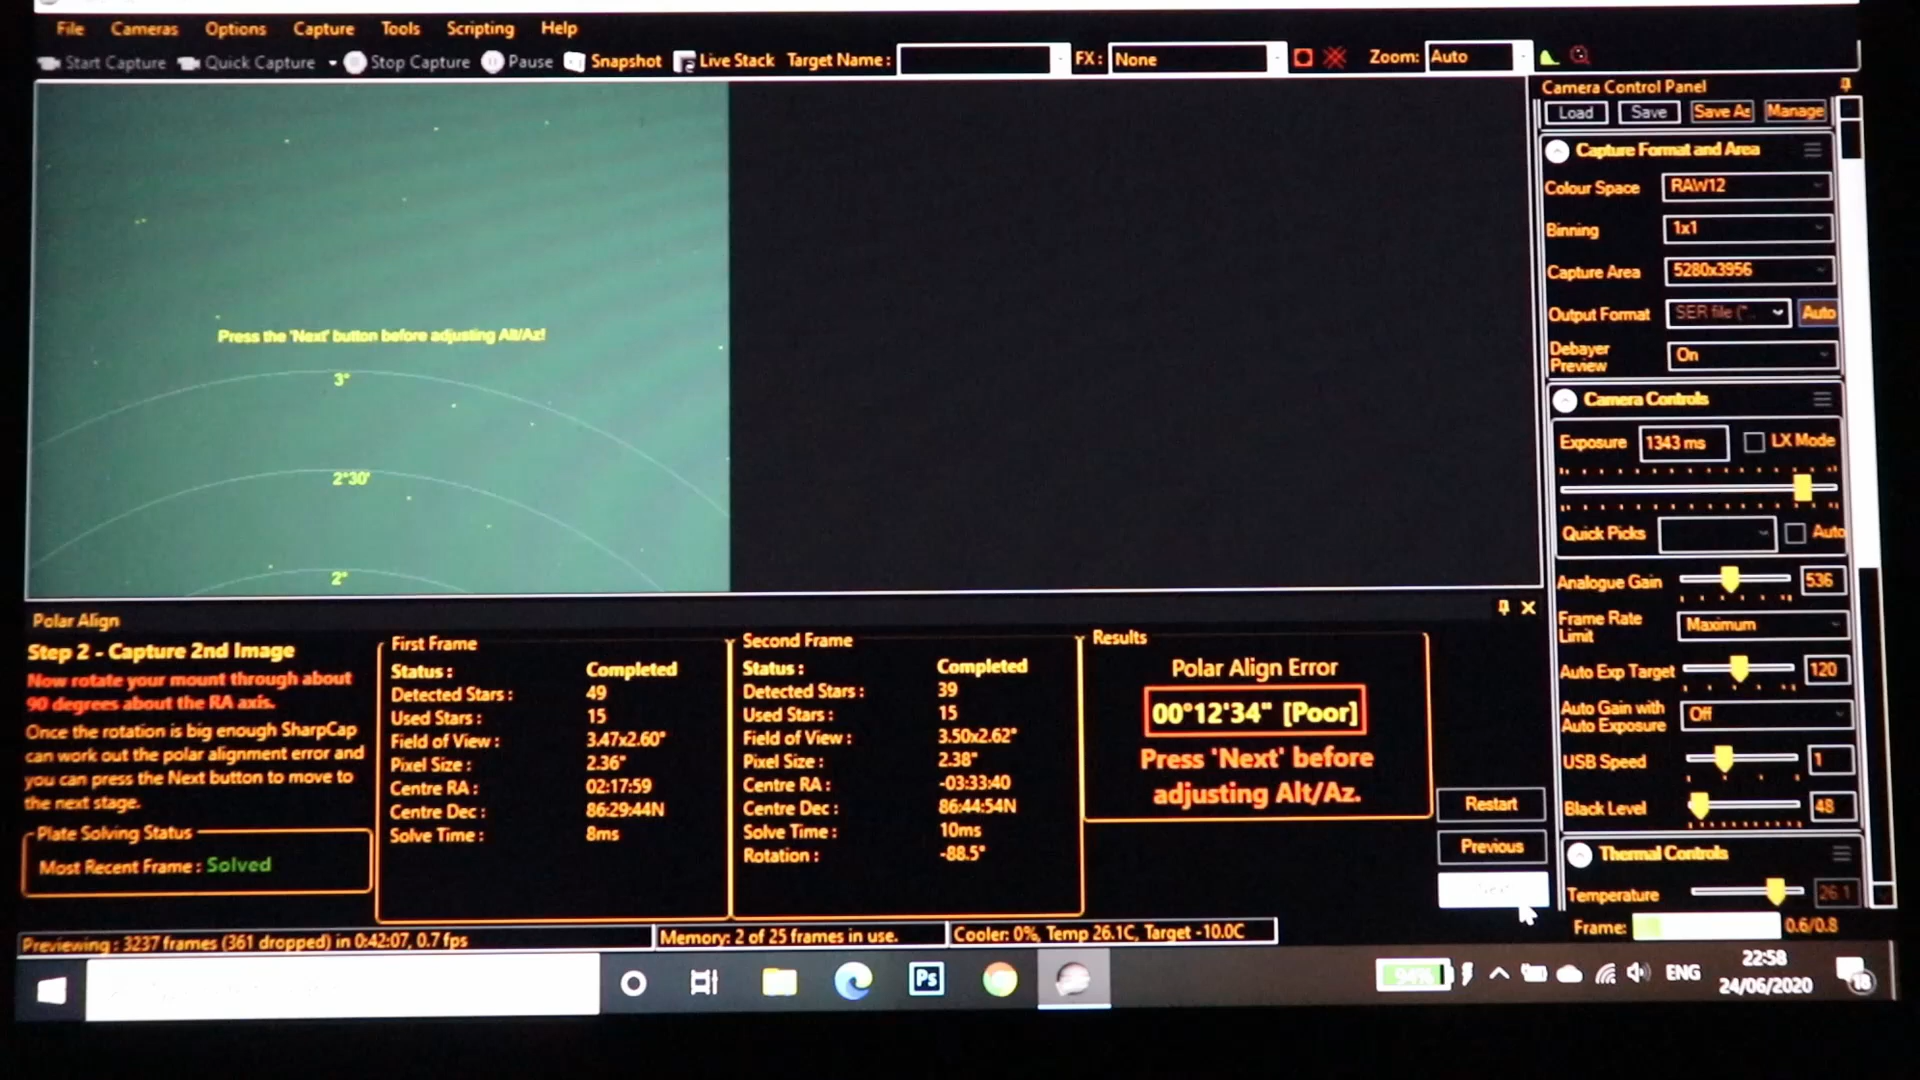 File Cameras Options Capture Tools Scripting Help
Start Capture Quick Capture Stop Capture Pause Snapshot Live Stack Target Name : FX : None Zoom: Auto
Press the 'Next' button before adjusting Alt/Az!
3°
2°30'
2°
Camera Control Panel
Load Save Save As Manage
Capture Format and Area
Colour Space RAW12
Binning 1x1
Capture Area 5280x3956
Output Format SER file (*.. Auto
Debayer Preview On
Camera Controls
Exposure 1343 ms LX Mode
Quick Picks Auto
Analogue Gain 536
Frame Rate Limit Maximum
Auto Exp Target 120
Auto Gain with Auto Exposure Off
USB Speed 1
Black Level 48
Thermal Controls
Temperature 26.1
Frame: 0.6/0.8
Polar Align
Step 2 - Capture 2nd Image
Now rotate your mount through about
90 degrees about the RA axis.
Once the rotation is big enough SharpCap
can work out the polar alignment error and
you can press the Next button to move to
the next stage.
Plate Solving Status
Most Recent Frame : Solved
First Frame
Status : Completed
Detected Stars : 49
Used Stars : 15
Field of View : 3.47x2.60°
Pixel Size : 2.36"
Centre RA : 02:17:59
Centre Dec : 86:29:44N
Solve Time : 8ms
Second Frame
Status : Completed
Detected Stars : 39
Used Stars : 15
Field of View : 3.50x2.62°
Pixel Size : 2.38"
Centre RA : -03:33:40
Centre Dec : 86:44:54N
Solve Time : 10ms
Rotation : -88.5°
Results
Polar Align Error
00°12'34" [Poor]
Press 'Next' before
adjusting Alt/Az.
Restart
Previous
Next
Previewing : 3237 frames (361 dropped) in 0:42:07, 0.7 fps Memory: 2 of 25 frames in use. Cooler: 0%, Temp 26.1C, Target -10.0C
Ps 94% ENG 22:58
24/06/2020